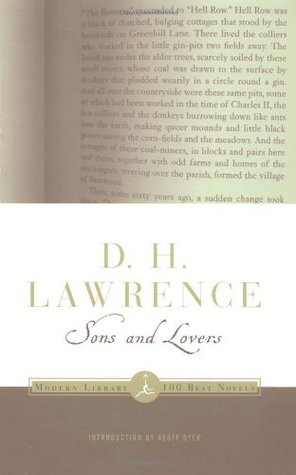 "The Bottoms" succeeded to "Hell Row." Hell Row was
a block of thatched, bulging cottages that stood by the
brookside on Greenhill Lane. There lived the colliers
who worked in the little gin-pits two fields away. The
brook ran under the alder trees, scarcely soiled by these
small mines, whose coal was drawn to the surface by
donkeys that plodded wearily in a circle round a gin.
And all over the countryside were these same pits, some
of which had been worked in the time of Charles II, the
few colliers and the donkeys burrowing down like ants
into the earth, making queer mounds and little black
places among the corn-fields and the meadows. And the
cottages of these coal-miners, in blocks and pairs here
and there, together with odd farms and homes of the
stockingers, straying over the parish, formed the village
of Bestwood.
Then, some sixty years ago, a sudden change took
D. H.
LAWRENCE
Sons and Lovers
MODERN LIBRARY 100 BEST NOVELS
INTRODUCTION BY GEOFF DYER